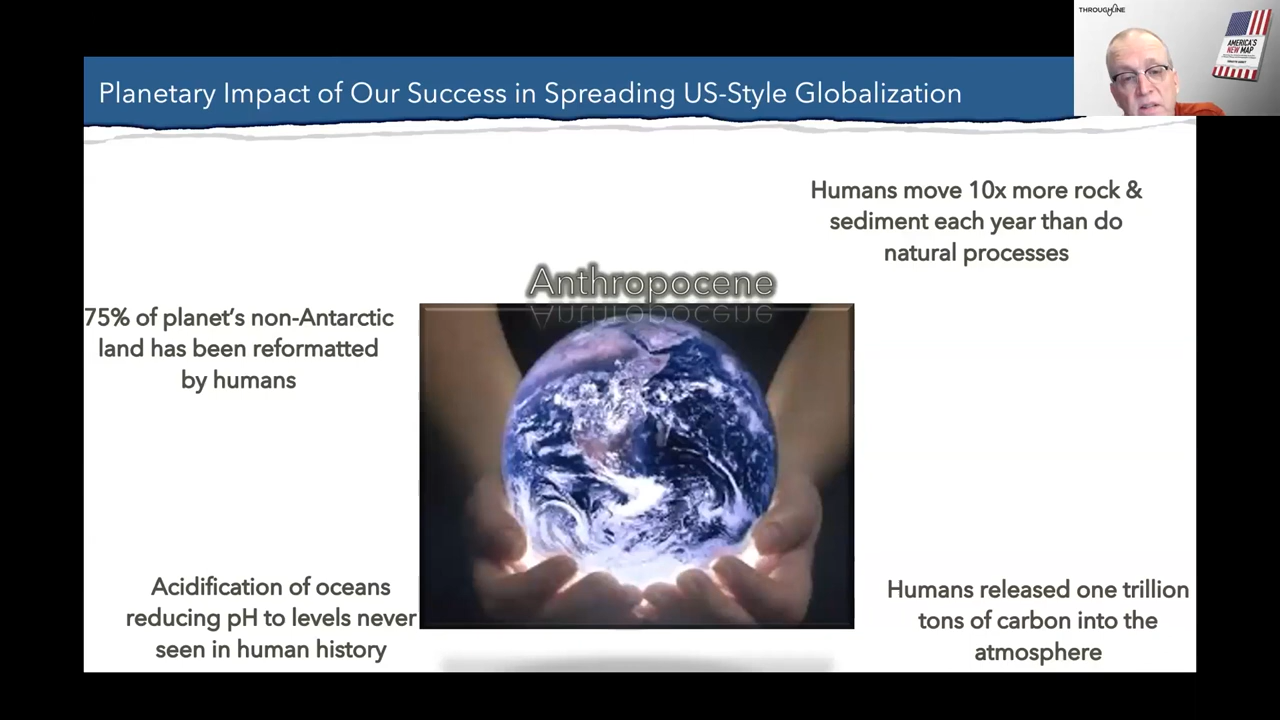 THROUGHLINE
AMERICA'S
NEW MAP
Planetary Impact of Our Success in Spreading US-Style Globalization
Humans move 10x more rock &
sediment each year than do
natural processes
Anthropocene
75% of planet's non-Antarctic
land has been reformatted
by humans
Acidification of oceans
reducing pH to levels never
seen in human history
Humans released one trillion
tons of carbon into the
atmosphere